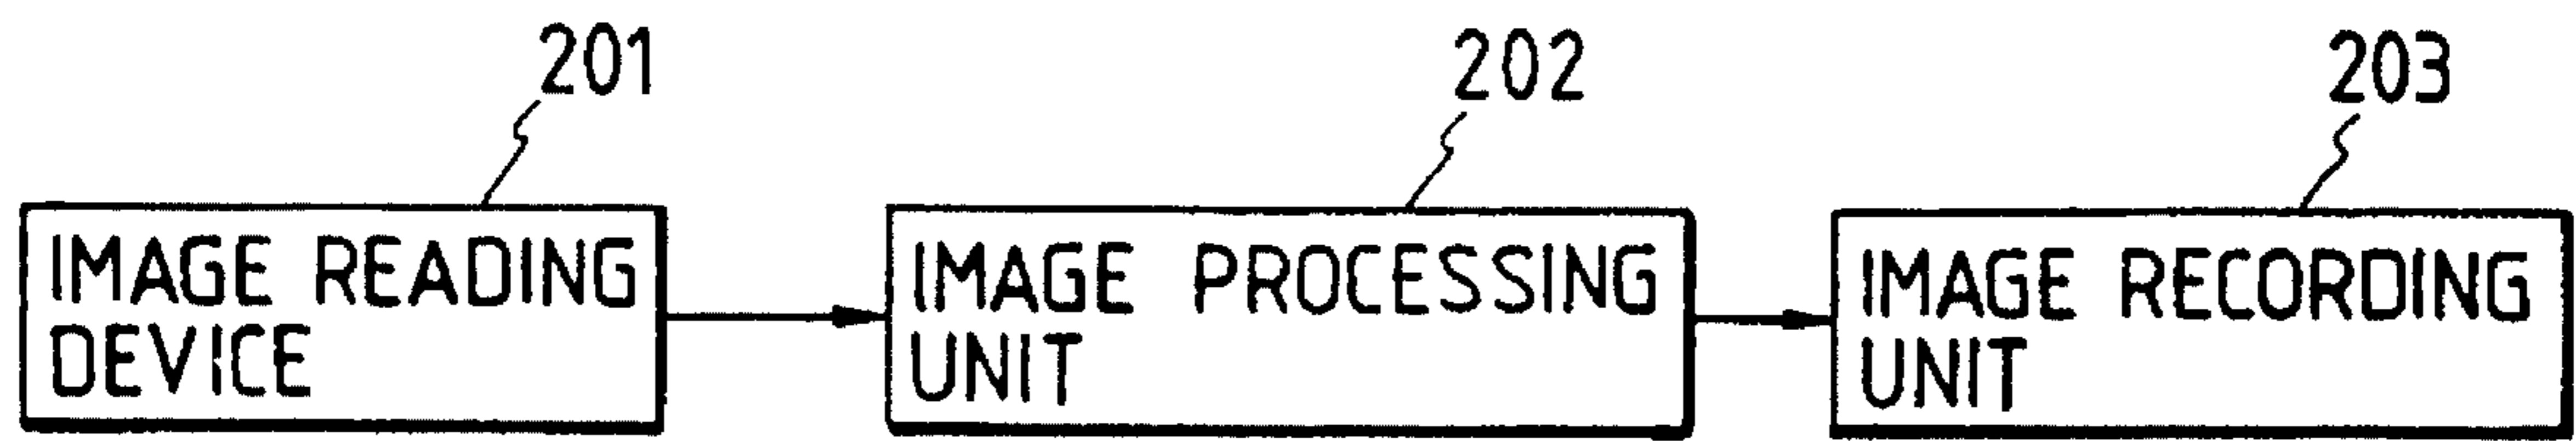 201
202
203
IMAGE READING
DEVICE
IMAGE PROCESSING
UNIT
IMAGE RECORDING
UNIT